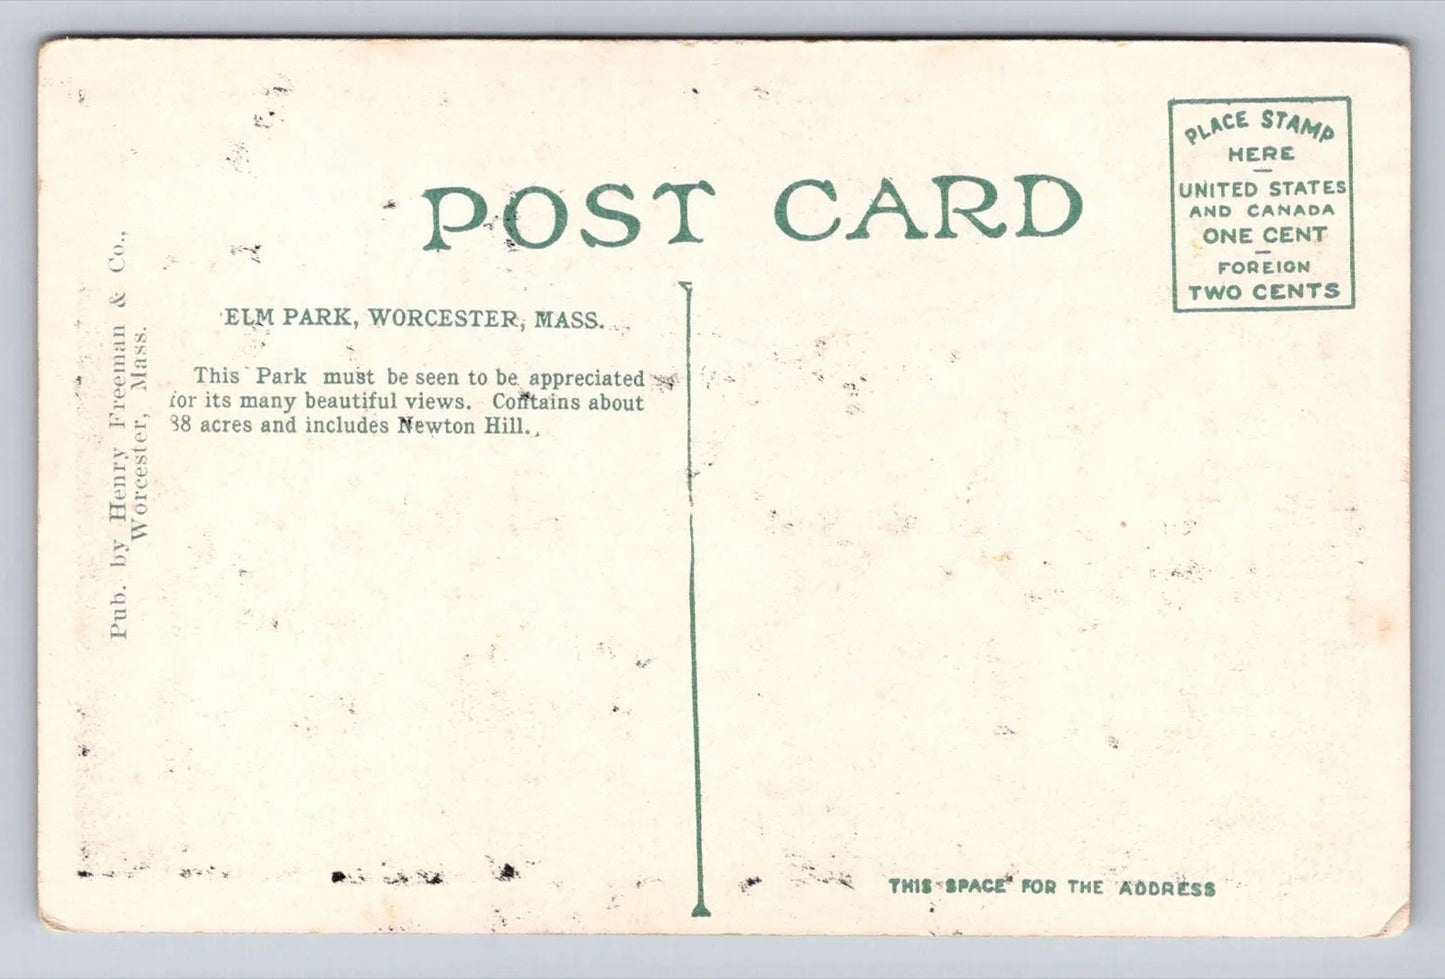 POST CARD
PLACE STAMP
HERE
UNITED STATES
AND CANADA
ONE CENT
FOREIGN
TWO CENTS
ELM PARK, WORCESTER, MASS.
This Park must be seen to be appreciated
for its many beautiful views. Contains about
88 acres and includes Newton Hill.
Pub. by Henry Freeman & Co.,
Worcester, Mass.
THIS SPACE FOR THE ADDRESS